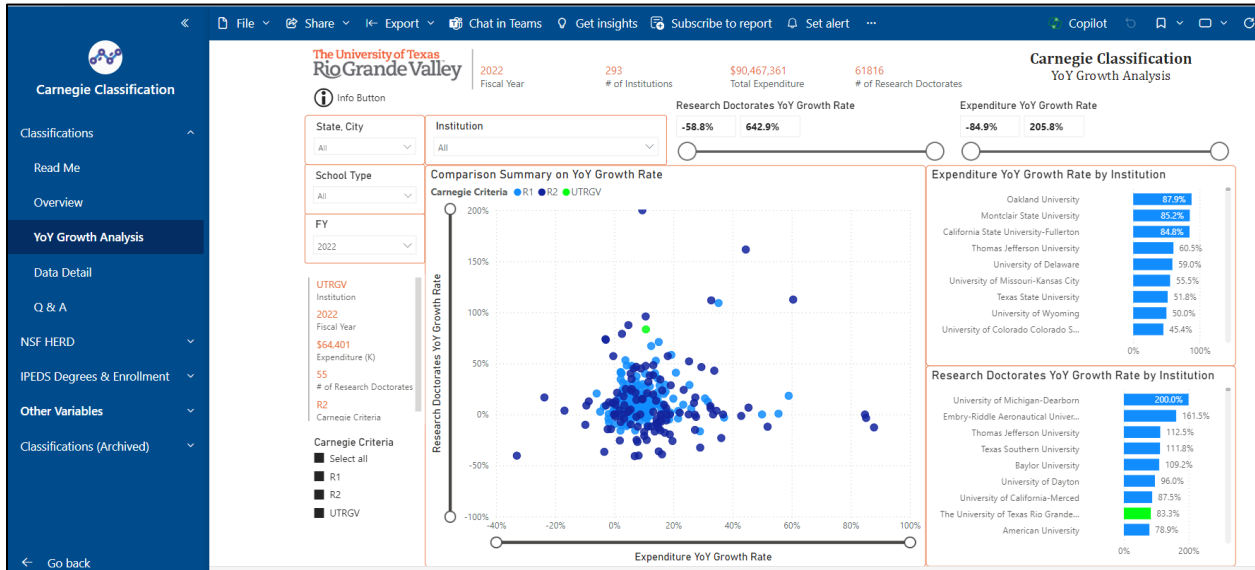 «
Carnegie Classification
Classifications
Read Me
Overview
YoY Growth Analysis
Data Detail
Q & A
NSF HERD
IPEDS Degrees & Enrollment
Other Variables
Classifications (Archived)
← Go back
File Share Export Chat in Teams Get insights Subscribe to report Set alert ··· Copilot
The University of Texas
RioGrande Valley
2022
Fiscal Year
293
# of Institutions
$90,467,361
Total Expenditure
61816
# of Research Doctorates
Carnegie Classification
YoY Growth Analysis
Info Button
Research Doctorates YoY Growth Rate
-58.8% 642.9%
Expenditure YoY Growth Rate
-84.9% 205.8%
State, City
All
Institution
All
School Type
All
FY
2022
UTRGV
Institution
2022
Fiscal Year
$64,401
Expenditure (K)
55
# of Research Doctorates
R2
Carnegie Criteria
Carnegie Criteria
Select all
R1
R2
UTRGV
Comparison Summary on YoY Growth Rate
Carnegie Criteria R1 R2 UTRGV
Research Doctorates YoY Growth Rate
200%
150%
100%
50%
0%
-50%
-100%
-40% -20% 0% 20% 40% 60% 80% 100%
Expenditure YoY Growth Rate
Expenditure YoY Growth Rate by Institution
Oakland University 87.9%
Montclair State University 85.2%
California State University-Fullerton 84.8%
Thomas Jefferson University 60.5%
University of Delaware 59.0%
University of Missouri-Kansas City 55.5%
Texas State University 51.8%
University of Wyoming 50.0%
University of Colorado Colorado S... 45.4%
0% 100%
Research Doctorates YoY Growth Rate by Institution
University of Michigan-Dearborn 200.0%
Embry-Riddle Aeronautical Univer... 161.5%
Thomas Jefferson University 112.5%
Texas Southern University 111.8%
Baylor University 109.2%
University of Dayton 96.0%
University of California-Merced 87.5%
The University of Texas Rio Grande... 83.3%
American University 78.9%
0% 200%